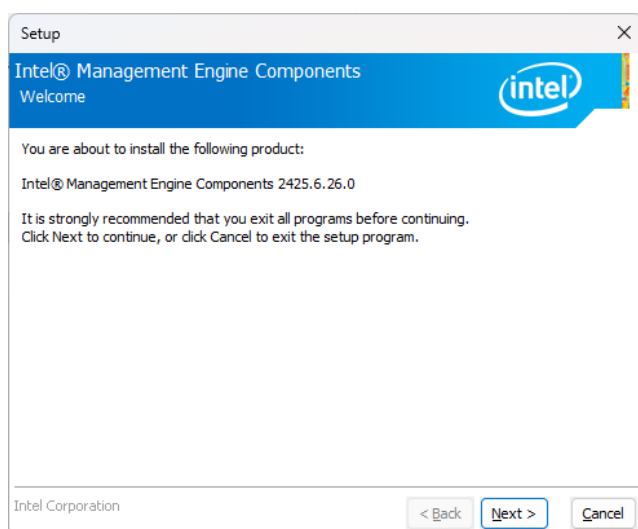 Setup
Intel® Management Engine Components
Welcome
intel
You are about to install the following product:
Intel® Management Engine Components 2425.6.26.0
It is strongly recommended that you exit all programs before continuing.
Click Next to continue, or click Cancel to exit the setup program.
Intel Corporation
< Back
Next >
Cancel